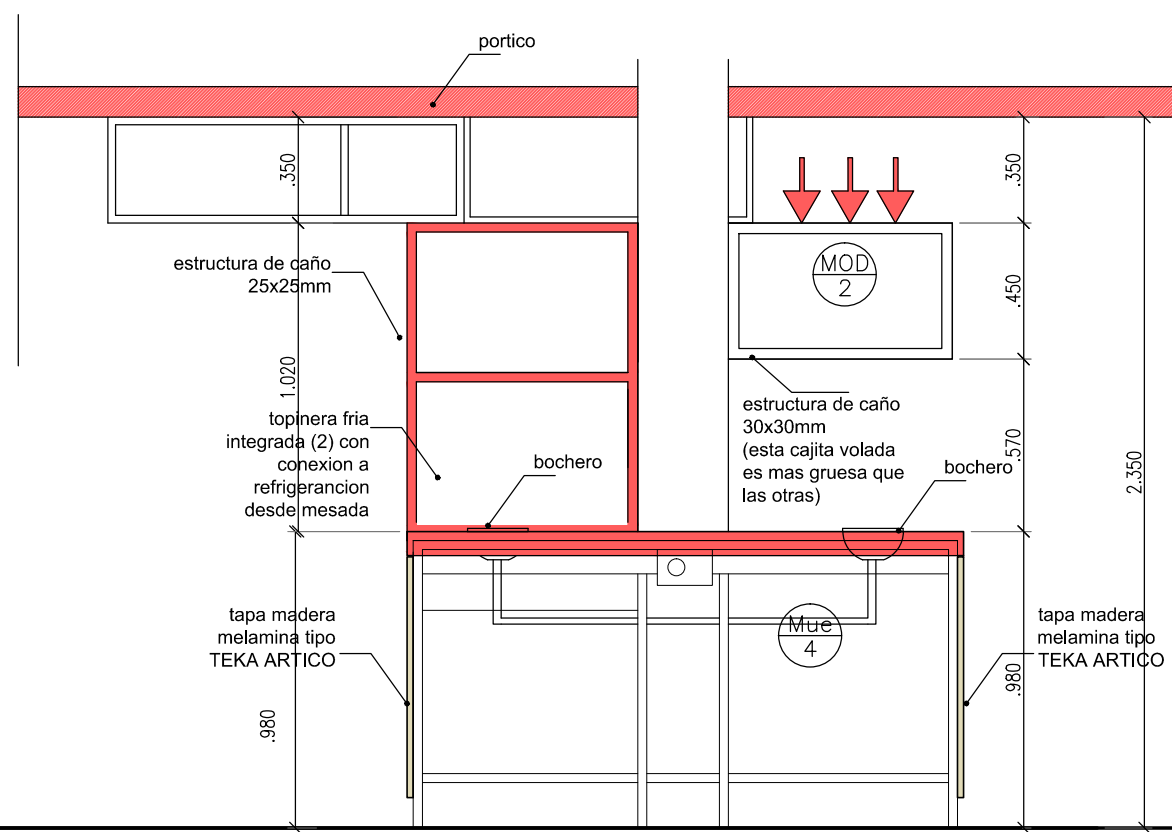 portico
.350
.350
estructura de caño
25x25mm
MOD
2
.450
1.020
estructura de caño
30x30mm
(esta cajita volada
es mas gruesa que
las otras)
topinera fria
integrada (2) con
conexion a
refrigerancion
desde mesada
bochero
bochero
.570
2.350
tapa madera
melamina tipo
TEKA ARTICO
Mue
4
tapa madera
melamina tipo
TEKA ARTICO
.980
.980